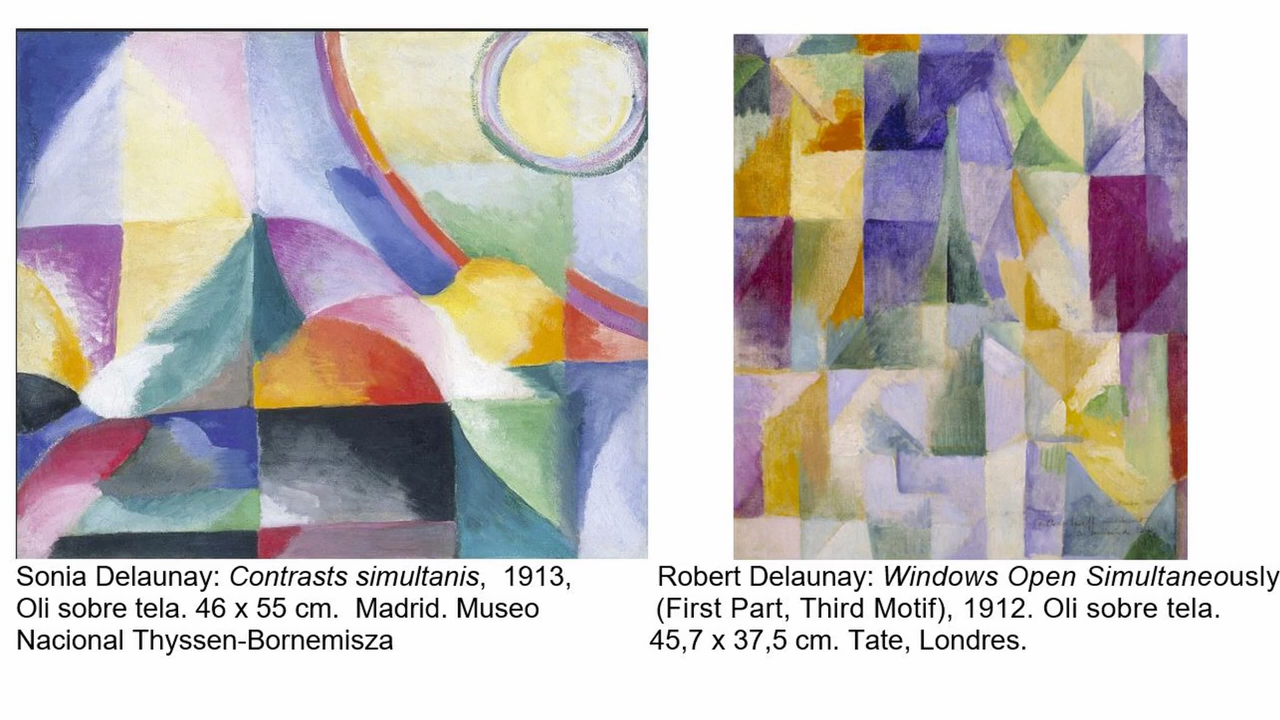 Sonia Delaunay: Contrasts simultanis, 1913,
Oli sobre tela. 46 x 55 cm. Madrid. Museo
Nacional Thyssen-Bornemisza
Robert Delaunay: Windows Open Simultaneously
(First Part, Third Motif), 1912. Oli sobre tela.
45,7 x 37,5 cm. Tate, Londres.